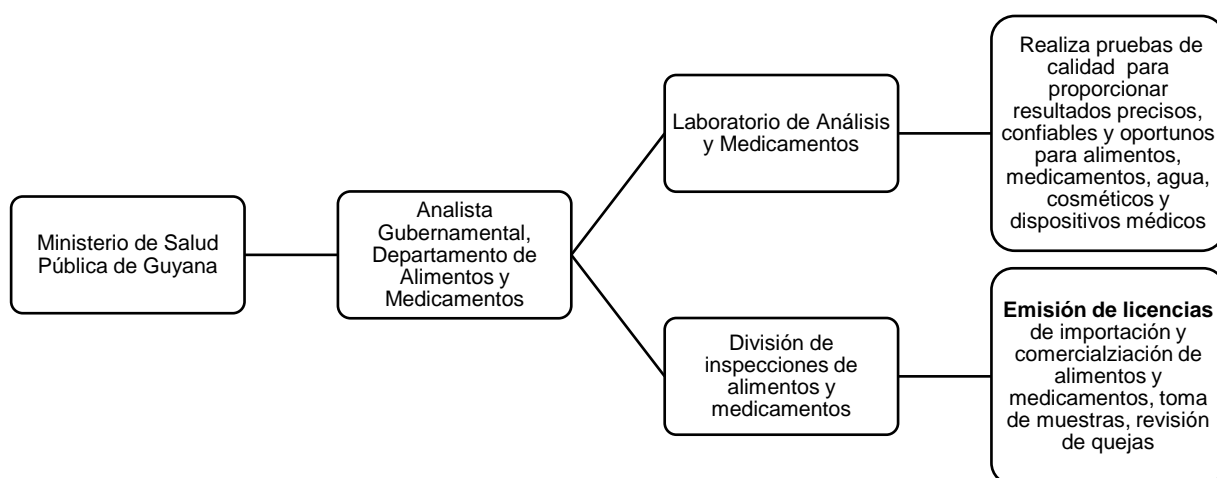 Ministerio de Salud
Pública de Guyana
Analista
Gubernamental,
Departamento de
Alimentos y
Medicamentos
Laboratorio de Análisis
y Medicamentos
Realiza pruebas de
calidad para
proporcionar
resultados precisos,
confiables y oportunos
para alimentos,
medicamentos, agua,
cosméticos y
dispositivos médicos
División de
inspecciones de
alimentos y
medicamentos
Emisión de licencias
de importación y
comercialziación de
alimentos y
medicamentos, toma
de muestras, revisión
de quejas